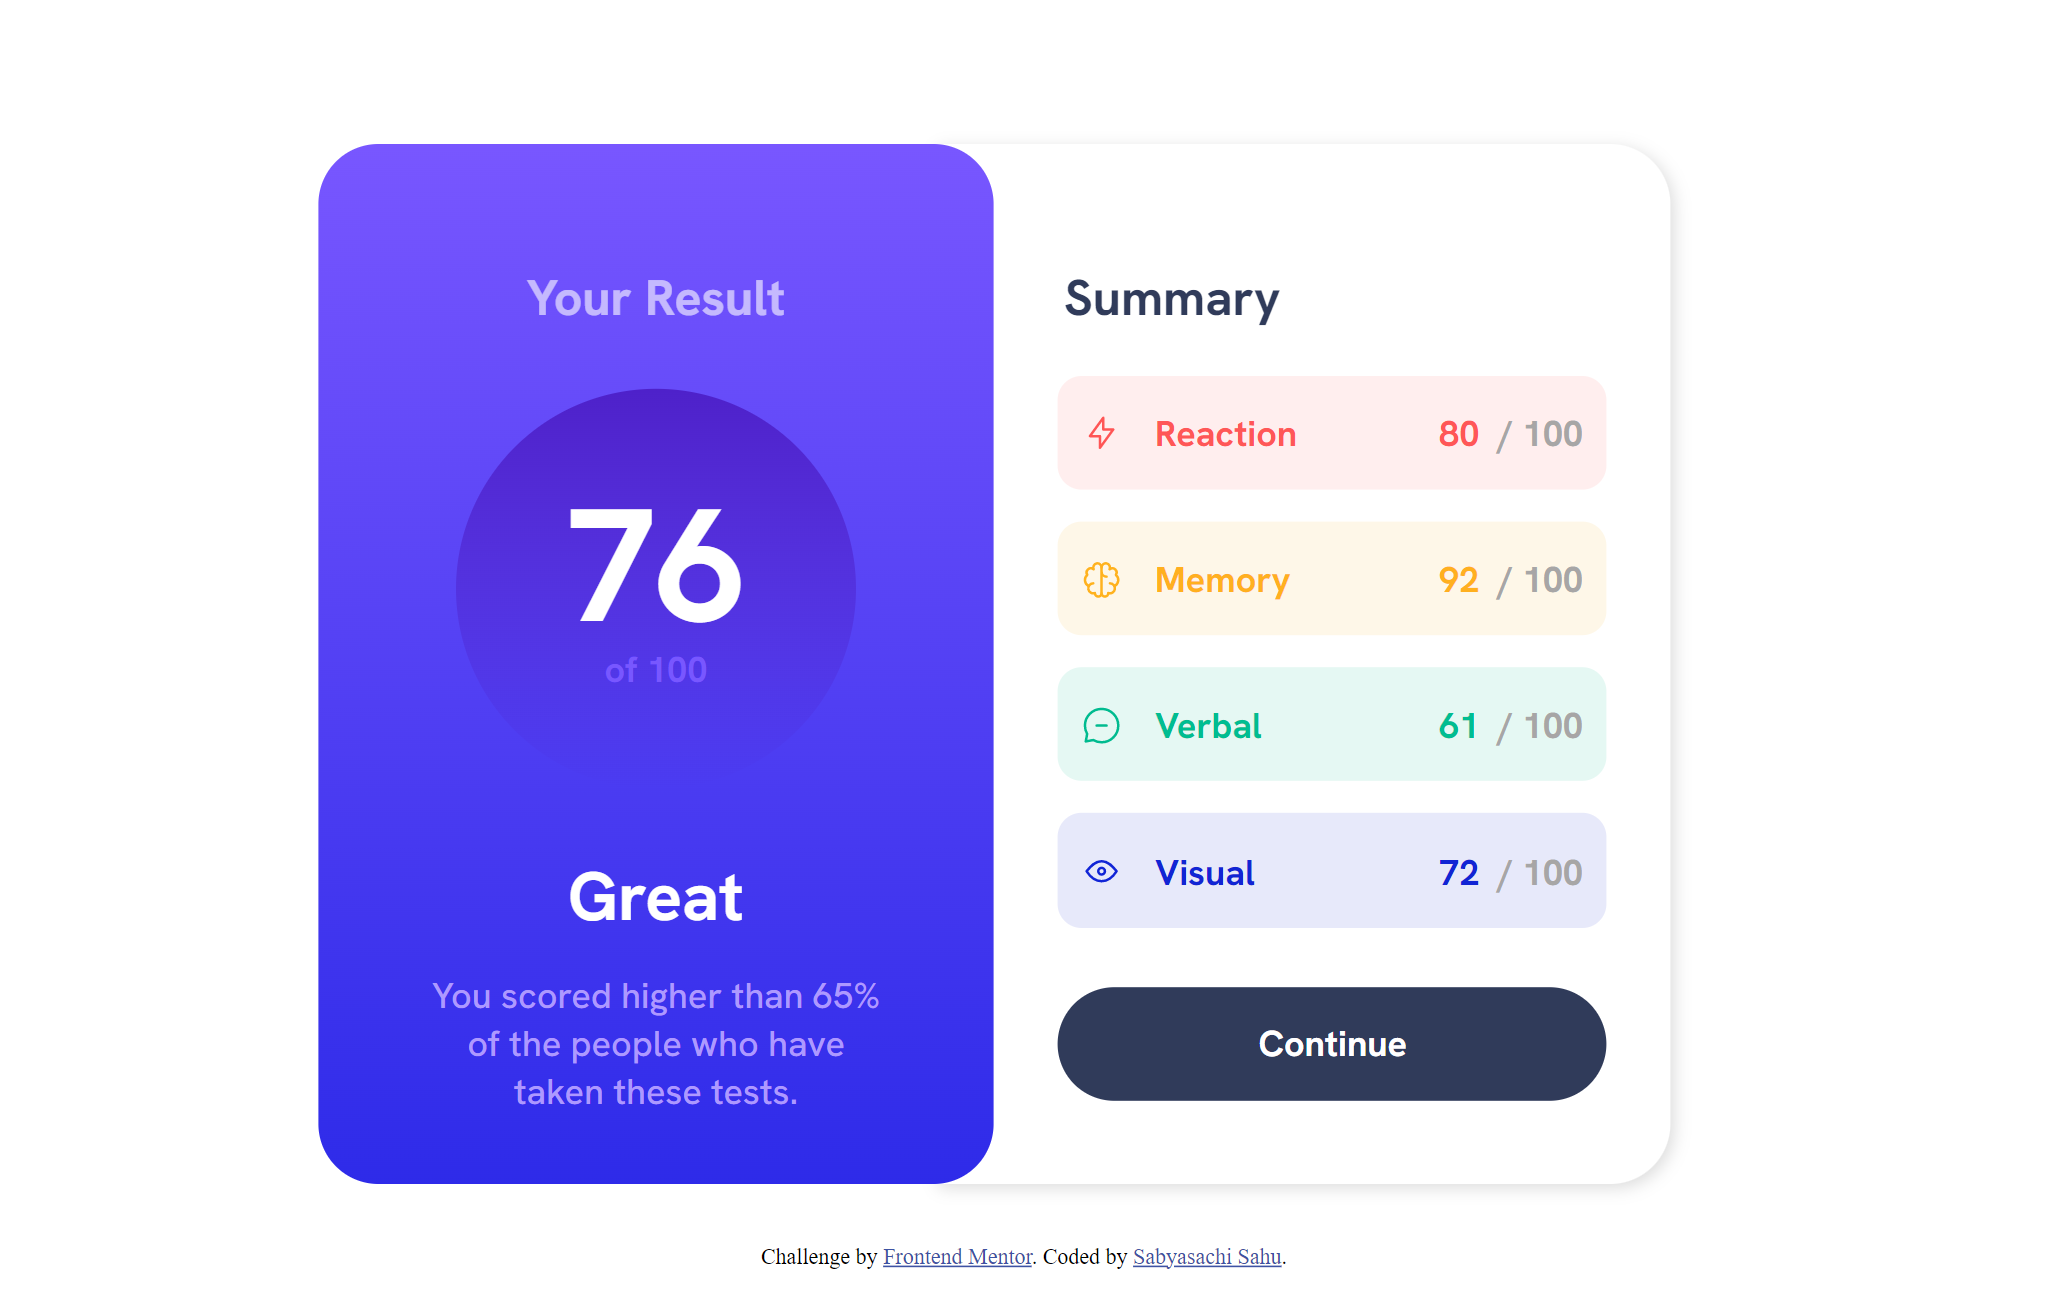 Your Result
76
of 100
Great
You scored higher than 65%
of the people who have
taken these tests.
Summary
Reaction 80 / 100
Memory 92 / 100
Verbal 61 / 100
Visual 72 / 100
Continue
Challenge by Frontend Mentor. Coded by Sabyasachi Sahu.